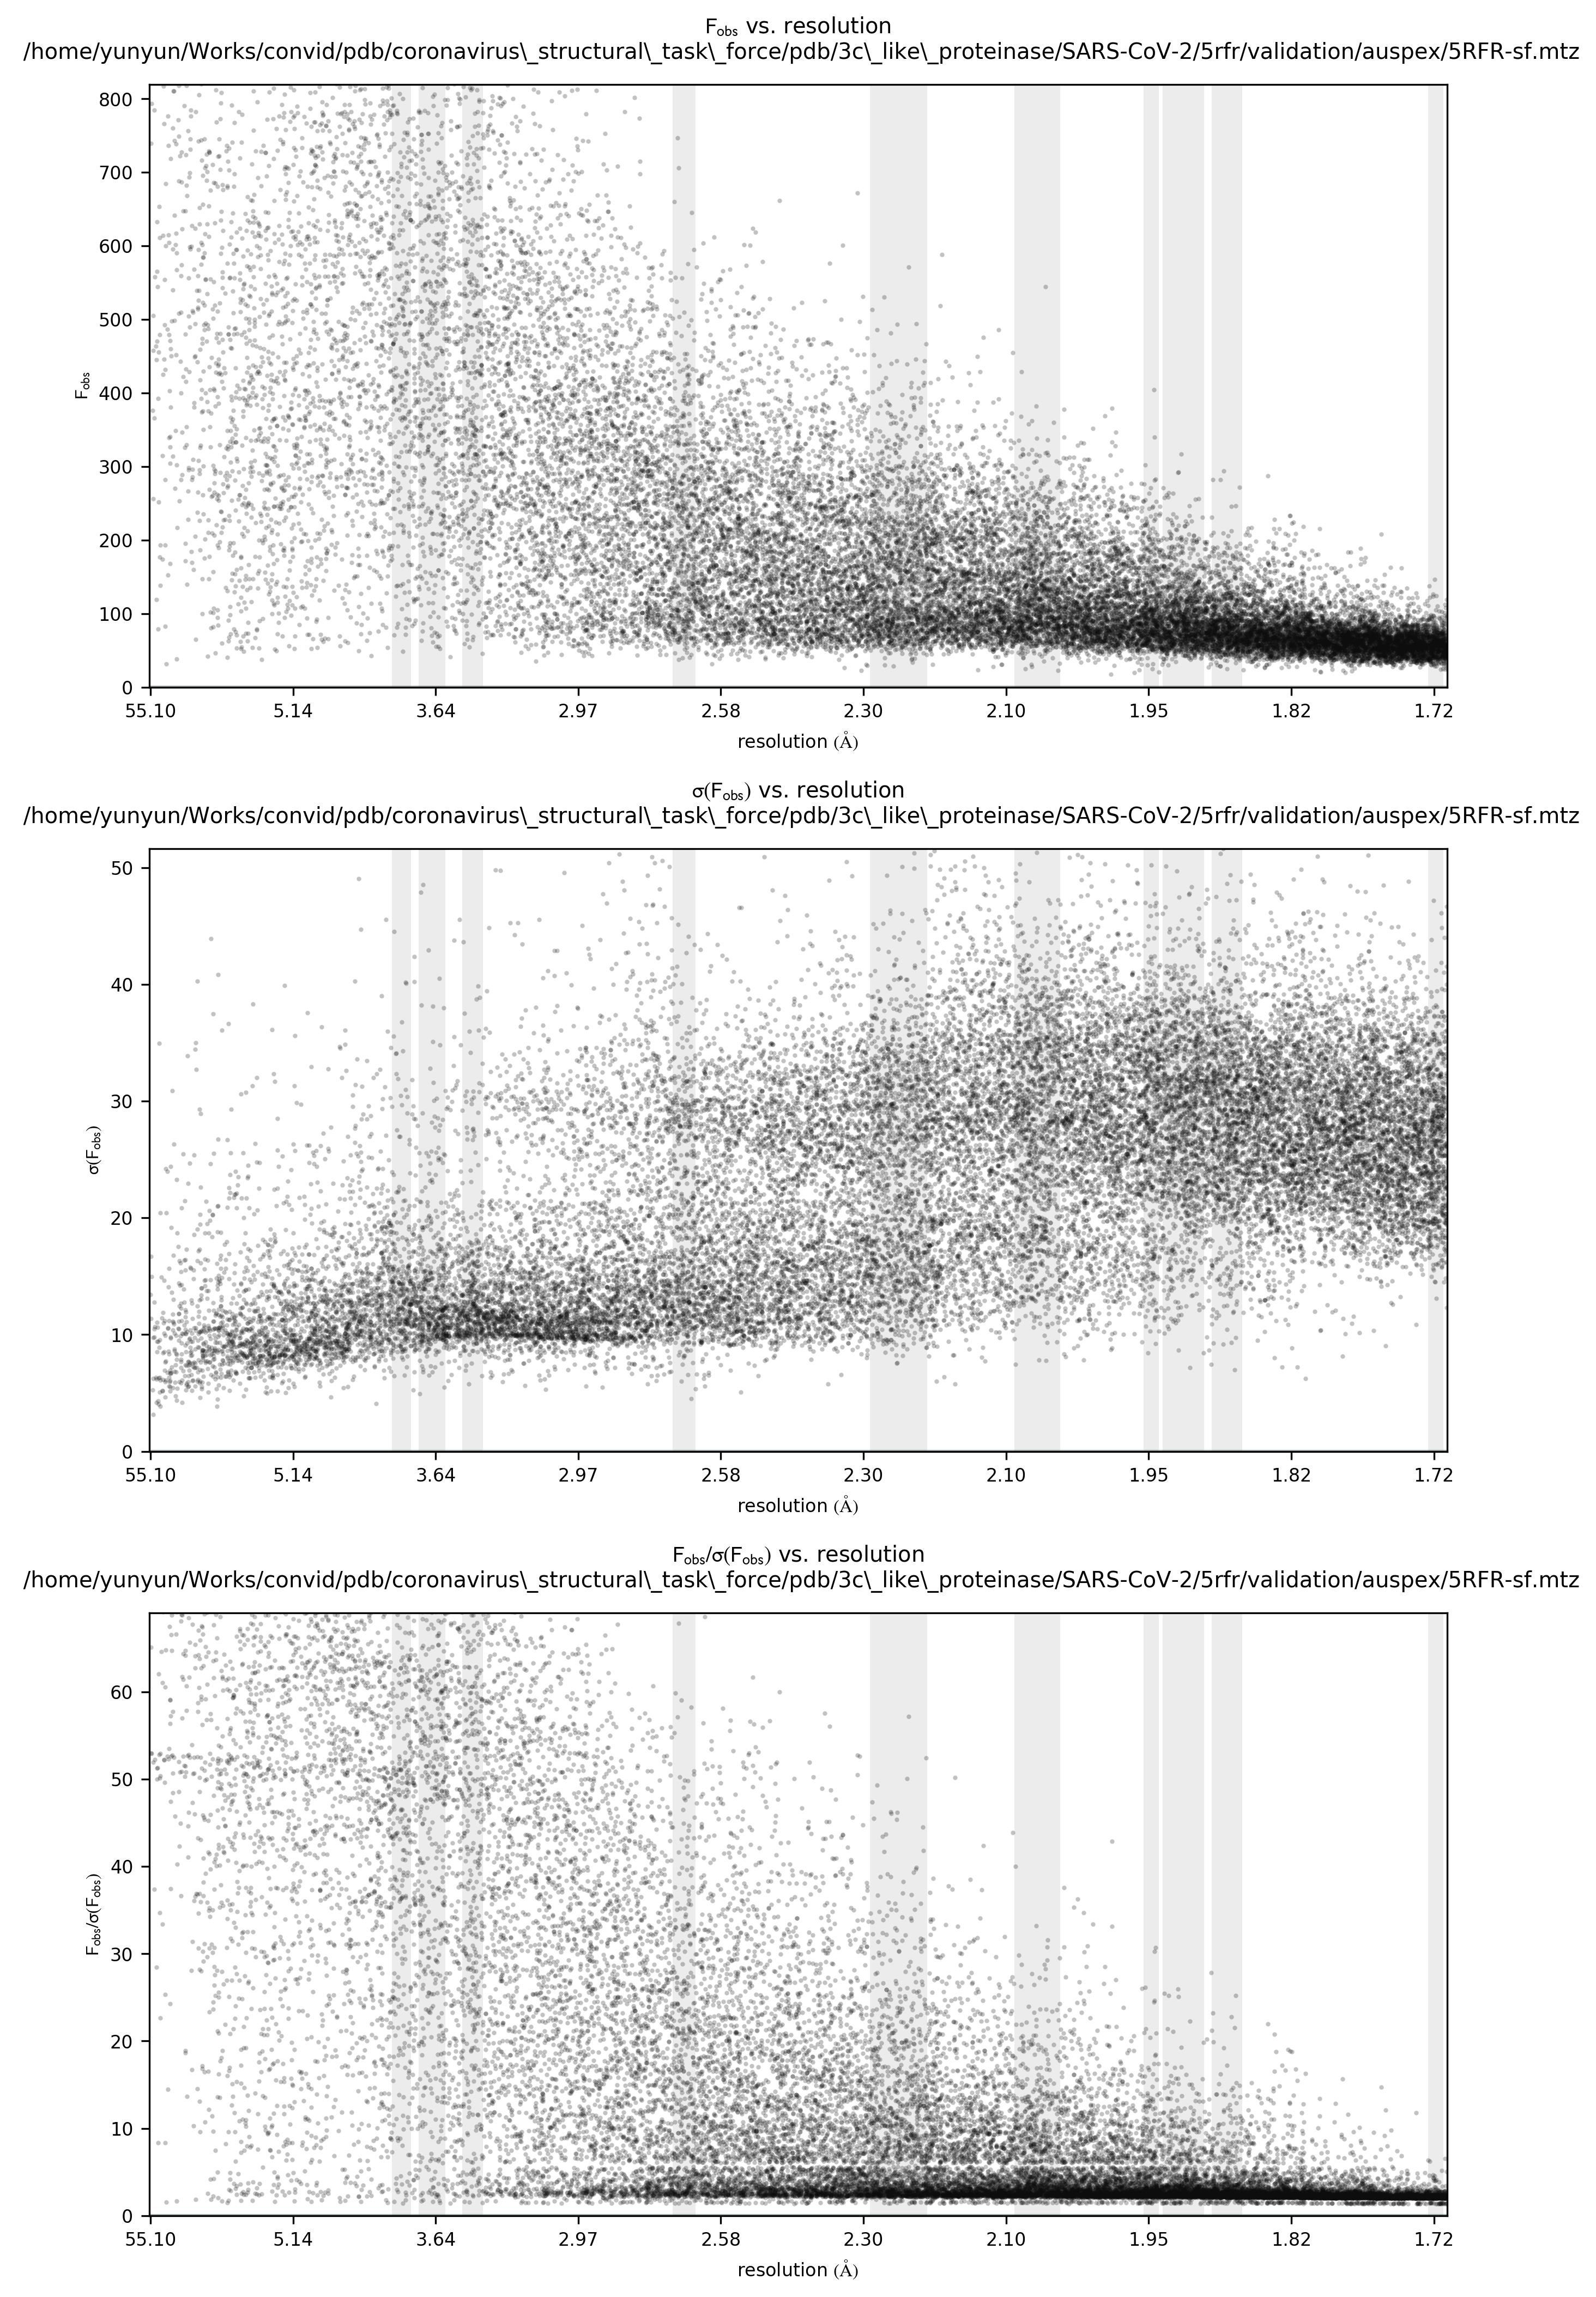 Fobs vs. resolution
/home/yunyun/Works/convid/pdb/coronavirus\_structural\_task\_force/pdb/3c\_like\_proteinase/SARS-CoV-2/5rfr/validation/auspex/5RFR-sf.mtz
800
700
600
500
400
300
200
100
0
Fobs
55.10 5.14 3.64 2.97 2.58 2.30 2.10 1.95 1.82 1.72
resolution (Å)
σ(Fobs) vs. resolution
/home/yunyun/Works/convid/pdb/coronavirus\_structural\_task\_force/pdb/3c\_like\_proteinase/SARS-CoV-2/5rfr/validation/auspex/5RFR-sf.mtz
50
40
30
20
10
0
σ(Fobs)
55.10 5.14 3.64 2.97 2.58 2.30 2.10 1.95 1.82 1.72
resolution (Å)
Fobs/σ(Fobs) vs. resolution
/home/yunyun/Works/convid/pdb/coronavirus\_structural\_task\_force/pdb/3c\_like\_proteinase/SARS-CoV-2/5rfr/validation/auspex/5RFR-sf.mtz
60
50
40
30
20
10
0
Fobs/σ(Fobs)
55.10 5.14 3.64 2.97 2.58 2.30 2.10 1.95 1.82 1.72
resolution (Å)